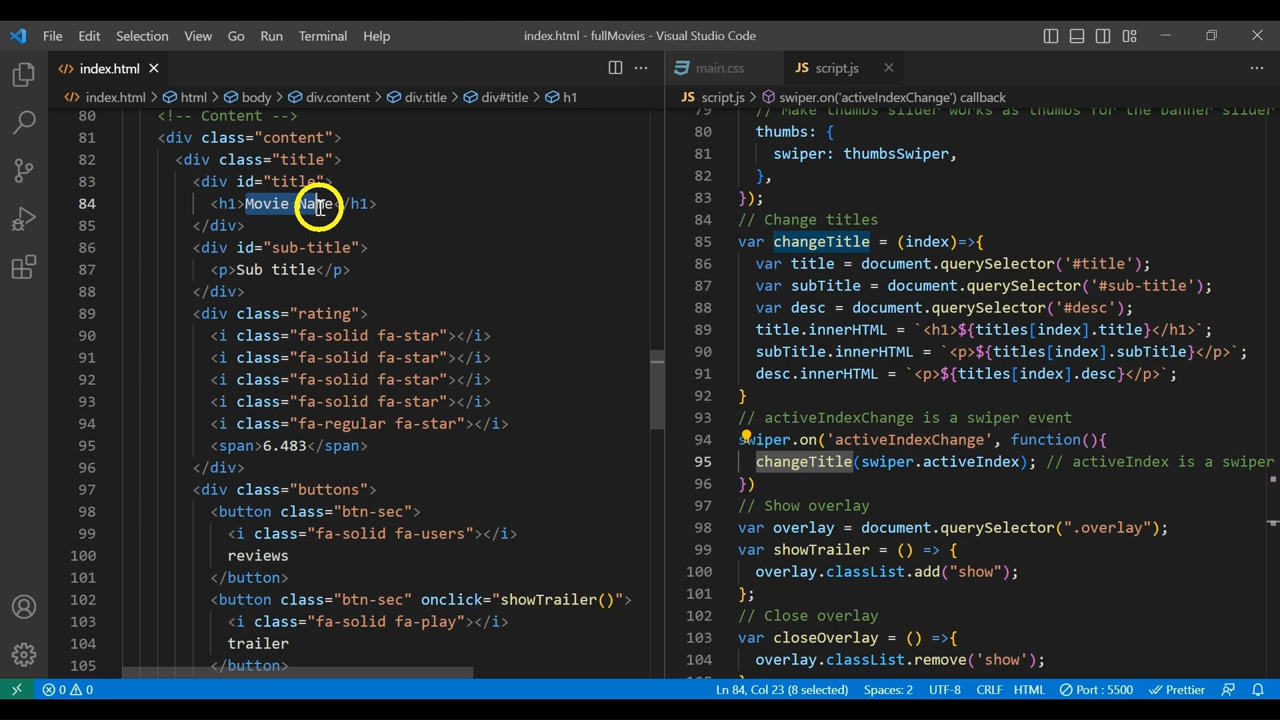 File Edit Selection View Go Run Terminal Help index.html - fullMovies - Visual Studio Code
index.html
index.html > html > body > div.content > div.title > div#title > h1
80 <!-- Content -->
81 <div class="content">
82 <div class="title">
83 <div id="title">
84 <h1>Movie Name</h1>
85 </div>
86 <div id="sub-title">
87 <p>Sub title</p>
88 </div>
89 <div class="rating">
90 <i class="fa-solid fa-star"></i>
91 <i class="fa-solid fa-star"></i>
92 <i class="fa-solid fa-star"></i>
93 <i class="fa-solid fa-star"></i>
94 <i class="fa-regular fa-star"></i>
95 <span>6.483</span>
96 </div>
97 <div class="buttons">
98 <button class="btn-sec">
99 <i class="fa-solid fa-users"></i>
100 reviews
101 </button>
102 <button class="btn-sec" onclick="showTrailer()">
103 <i class="fa-solid fa-play"></i>
104 trailer
105 </button>
main.css JS script.js
JS script.js > swiper.on('activeIndexChange') callback
79 // Make thumbs slider works as thumbs for the banner slider
80 thumbs: {
81 swiper: thumbsSwiper,
82 },
83 });
84 // Change titles
85 var changeTitle = (index)=>{
86 var title = document.querySelector('#title');
87 var subTitle = document.querySelector('#sub-title');
88 var desc = document.querySelector('#desc');
89 title.innerHTML = `<h1>${titles[index].title}</h1>`;
90 subTitle.innerHTML = `<p>${titles[index].subTitle}</p>`;
91 desc.innerHTML = `<p>${titles[index].desc}</p>`;
92 }
93 // activeIndexChange is a swiper event
94 swiper.on('activeIndexChange', function(){
95 changeTitle(swiper.activeIndex); // activeIndex is a swiper
96 })
97 // Show overlay
98 var overlay = document.querySelector(".overlay");
99 var showTrailer = () => {
100 overlay.classList.add("show");
101 };
102 // Close overlay
103 var closeOverlay = () =>{
104 overlay.classList.remove('show');
0 0 Ln 84, Col 23 (8 selected) Spaces: 2 UTF-8 CRLF HTML Port : 5500 Prettier